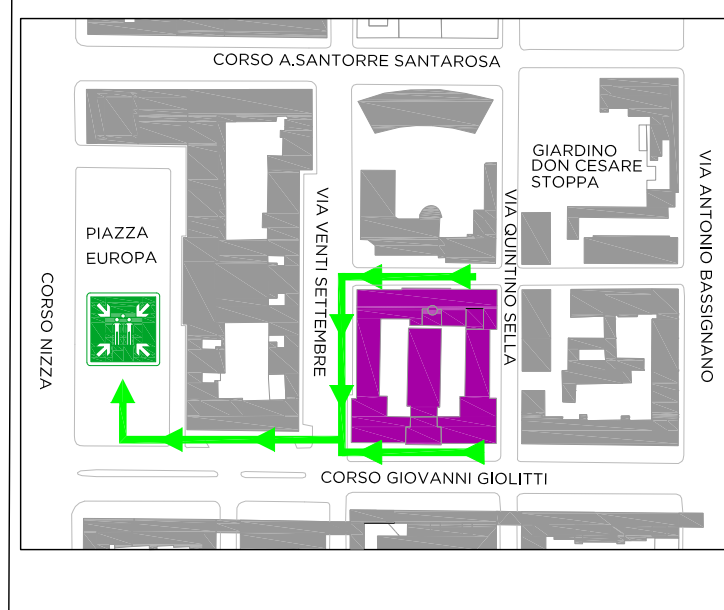 CORSO A.SANTORRE SANTAROSA
GIARDINO
DON CESARE
STOPPA
PIAZZA
EUROPA
CORSO NIZZA
VIA VENTI SETTEMBRE
VIA QUINTINO SELLA
VIA ANTONIO BASSIGNANO
CORSO GIOVANNI GIOLITTI